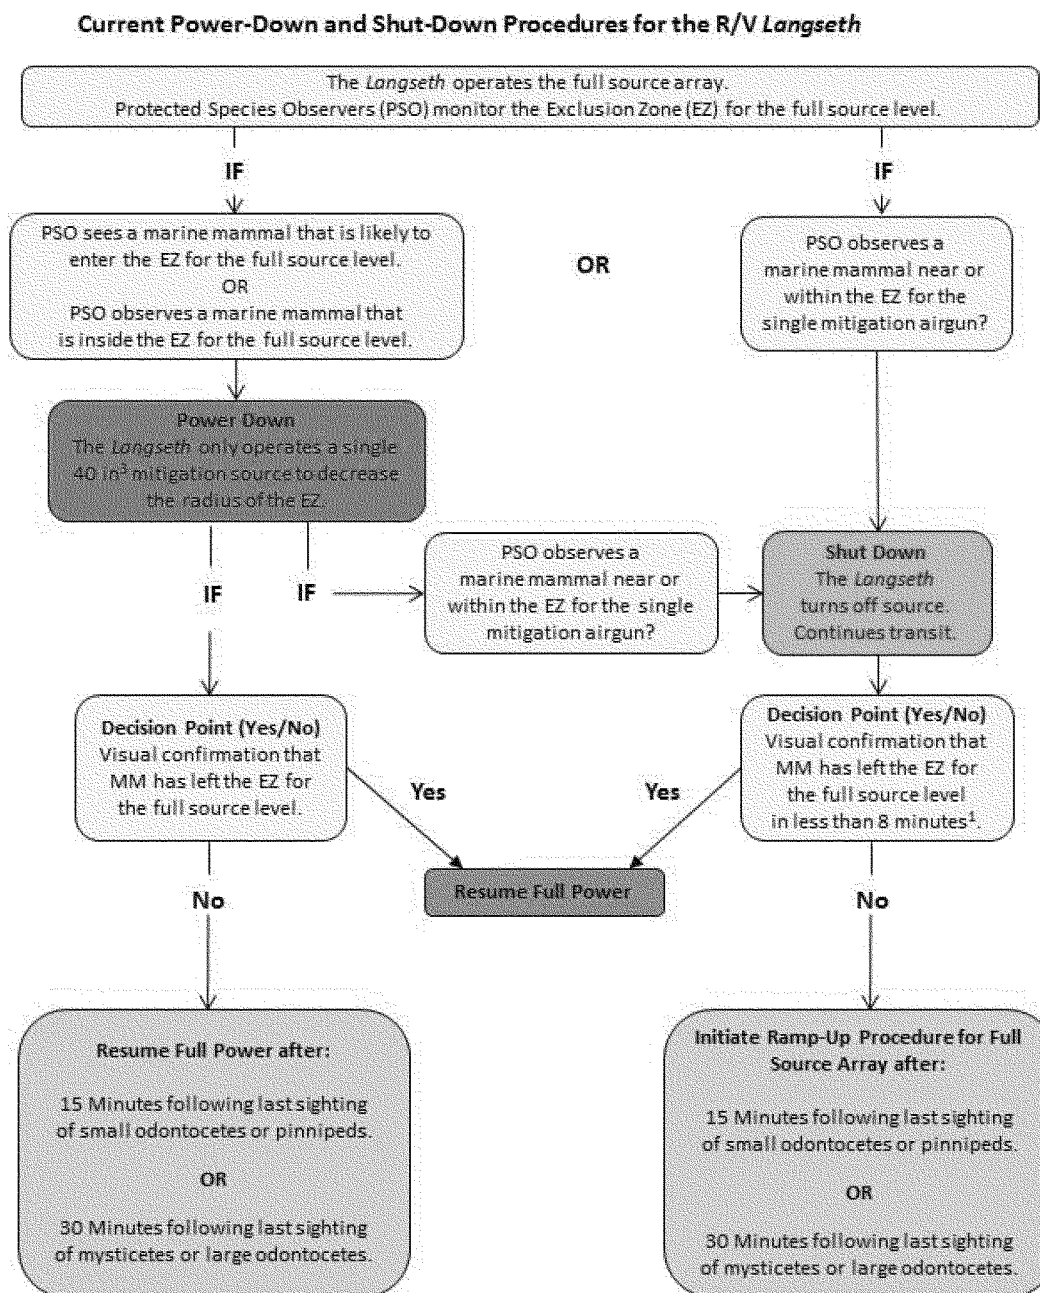 Current Power-Down and Shut-Down Procedures for the R/V Langseth
The Langseth operates the full source array.
Protected Species Observers (PSO) monitor the Exclusion Zone (EZ) for the full source level.
IF
IF
PSO sees a marine mammal that is likely to
enter the EZ for the full source level.
OR
PSO observes a marine mammal that
is inside the EZ for the full source level.
OR
PSO observes a
marine mammal near or
within the EZ for the
single mitigation airgun?
Power Down
The Langseth only operates a single
40 in³ mitigation source to decrease
the radius of the EZ.
IF
IF
PSO observes a
marine mammal near or
within the EZ for the single
mitigation airgun?
Shut Down
The Langseth
turns off source.
Continues transit.
Decision Point (Yes/No)
Visual confirmation that
MM has left the EZ for
the full source level.
Yes
Yes
Decision Point (Yes/No)
Visual confirmation that
MM has left the EZ for
the full source level
in less than 8 minutes¹.
Resume Full Power
No
No
Resume Full Power after:
15 Minutes following last sighting
of small odontocetes or pinnipeds.
OR
30 Minutes following last sighting
of mysticetes or large odontocetes.
Initiate Ramp-Up Procedure for Full
Source Array after:
15 Minutes following last sighting
of small odontocetes or pinnipeds.
OR
30 Minutes following last sighting
of mysticetes or large odontocetes.